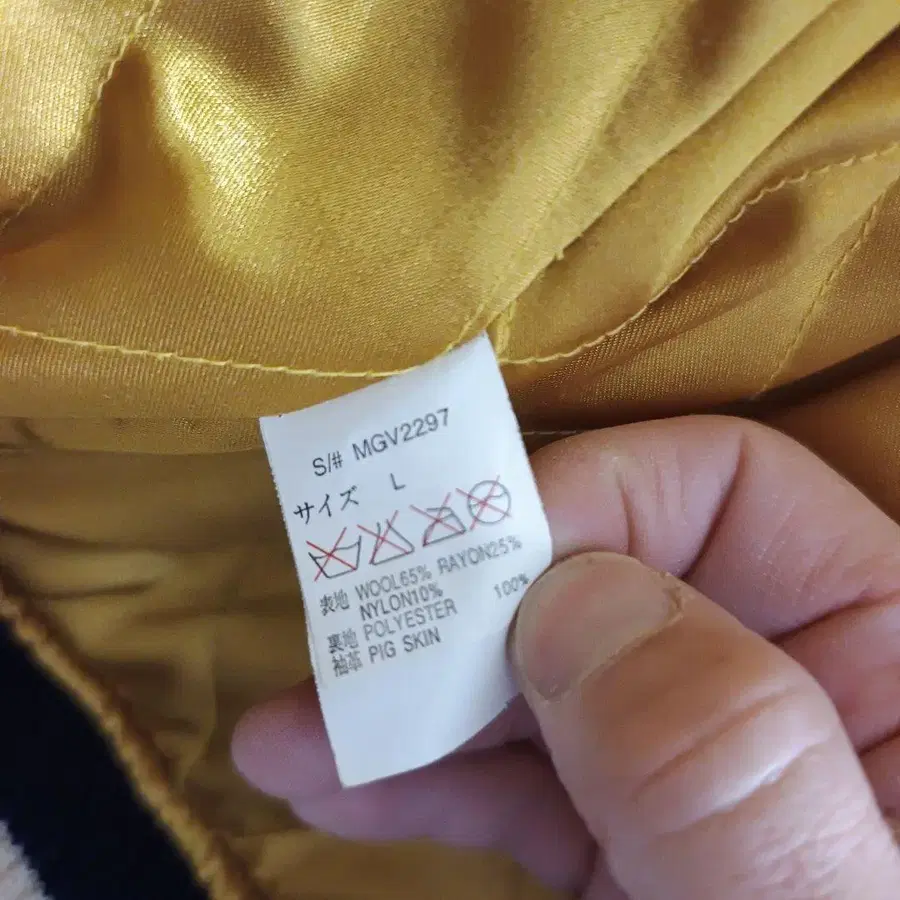 S/# MGV2297
サイズ L
表地 WOOL65% RAYON25%
NYLON10%
裏地 POLYESTER 100%
袖革 PIG SKIN